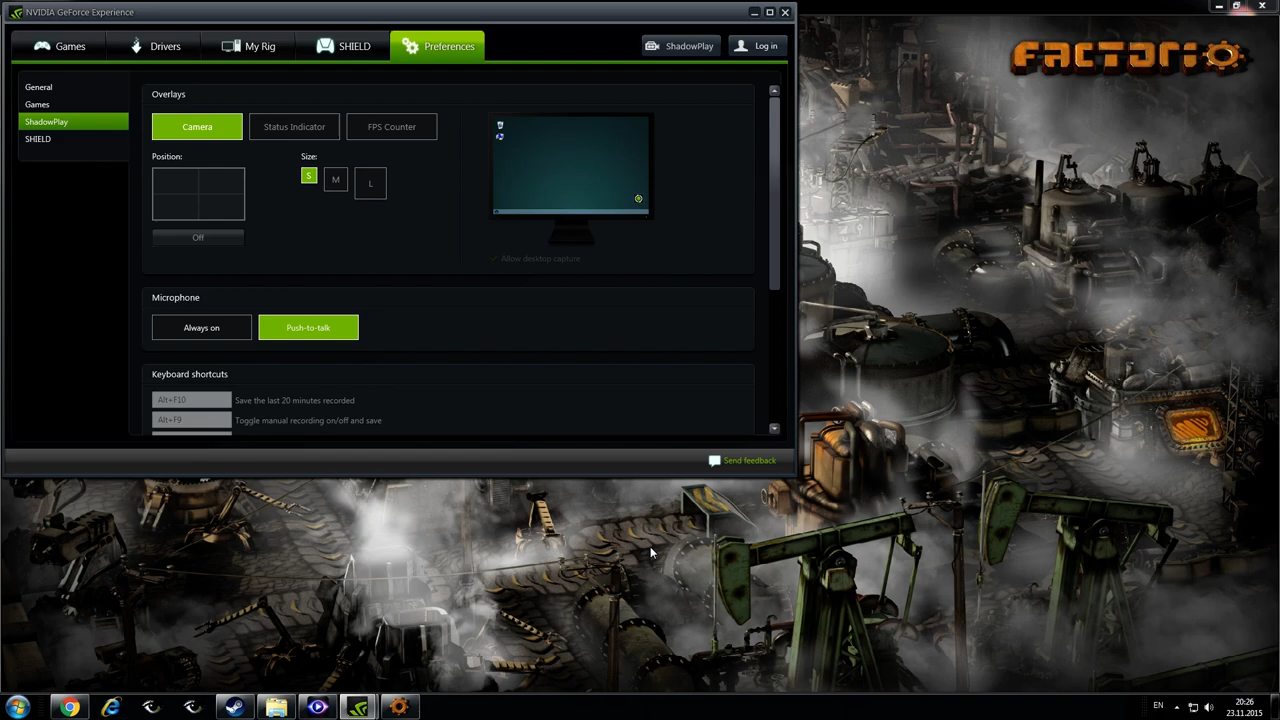 NVIDIA GeForce Experience
Games
Drivers
My Rig
SHIELD
Preferences
ShadowPlay
Log in
General
Games
ShadowPlay
SHIELD
Overlays
Camera
Status Indicator
FPS Counter
Position:
Size:
S
M
L
Off
Allow desktop capture
Microphone
Always on
Push-to-talk
Keyboard shortcuts
Alt+F10
Save the last 20 minutes recorded
Alt+F9
Toggle manual recording on/off and save
Send feedback
FACTORIO
EN
20:26
23.11.2015